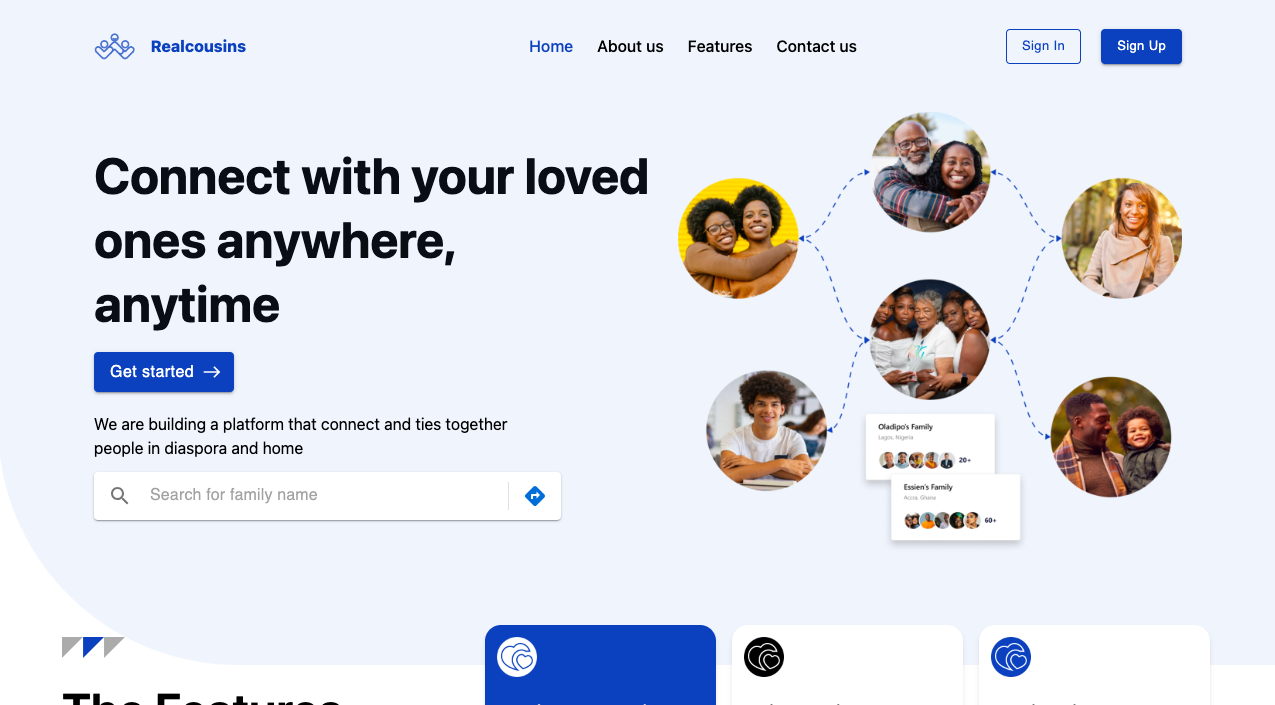 Realcousins
Home
About us
Features
Contact us
Sign In
Sign Up
Connect with your loved
ones anywhere,
anytime
Get started
We are building a platform that connect and ties together
people in diaspora and home
Search for family name
Oladipo's Family
Lagos, Nigeria
20+
Essien's Family
Accra, Ghana
60+
The Features